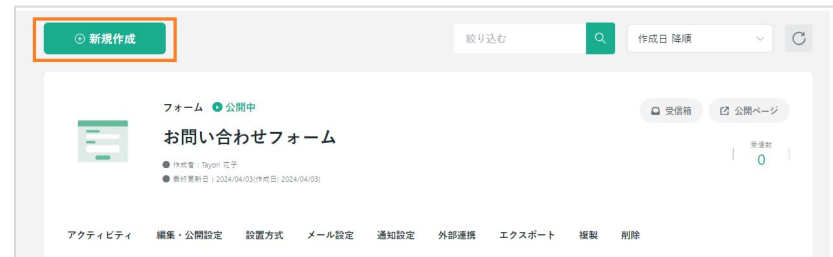 新規作成
絞り込む
作成日 降順
フォーム 公開中
受信箱
公開ページ
お問い合わせフォーム
受信数
0
作成者：Tayori 花子
最終更新日：2024/04/03(作成日: 2024/04/03)
アクティビティ 編集・公開設定 設置方式 メール設定 通知設定 外部連携 エクスポート 複製 削除